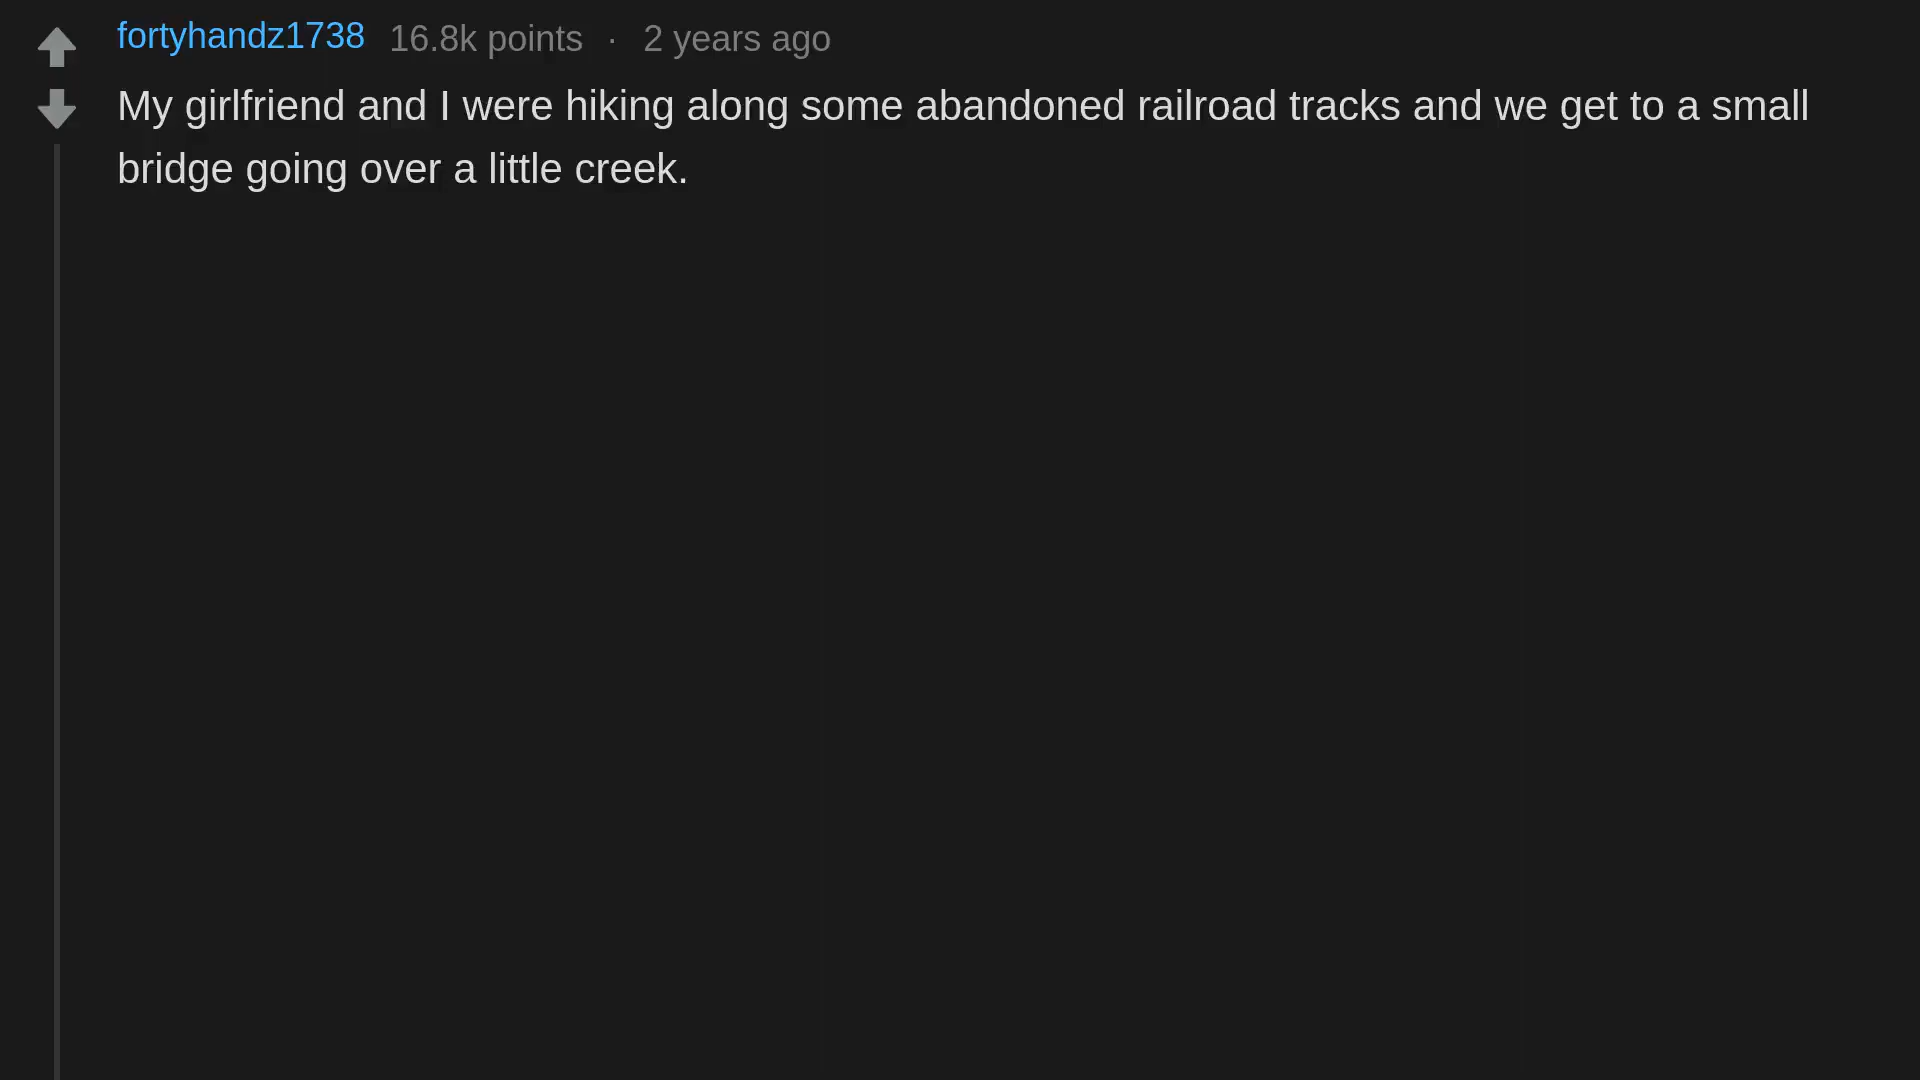 fortyhandz1738 16.8k points · 2 years ago
My girlfriend and I were hiking along some abandoned railroad tracks and we get to a small
bridge going over a little creek.